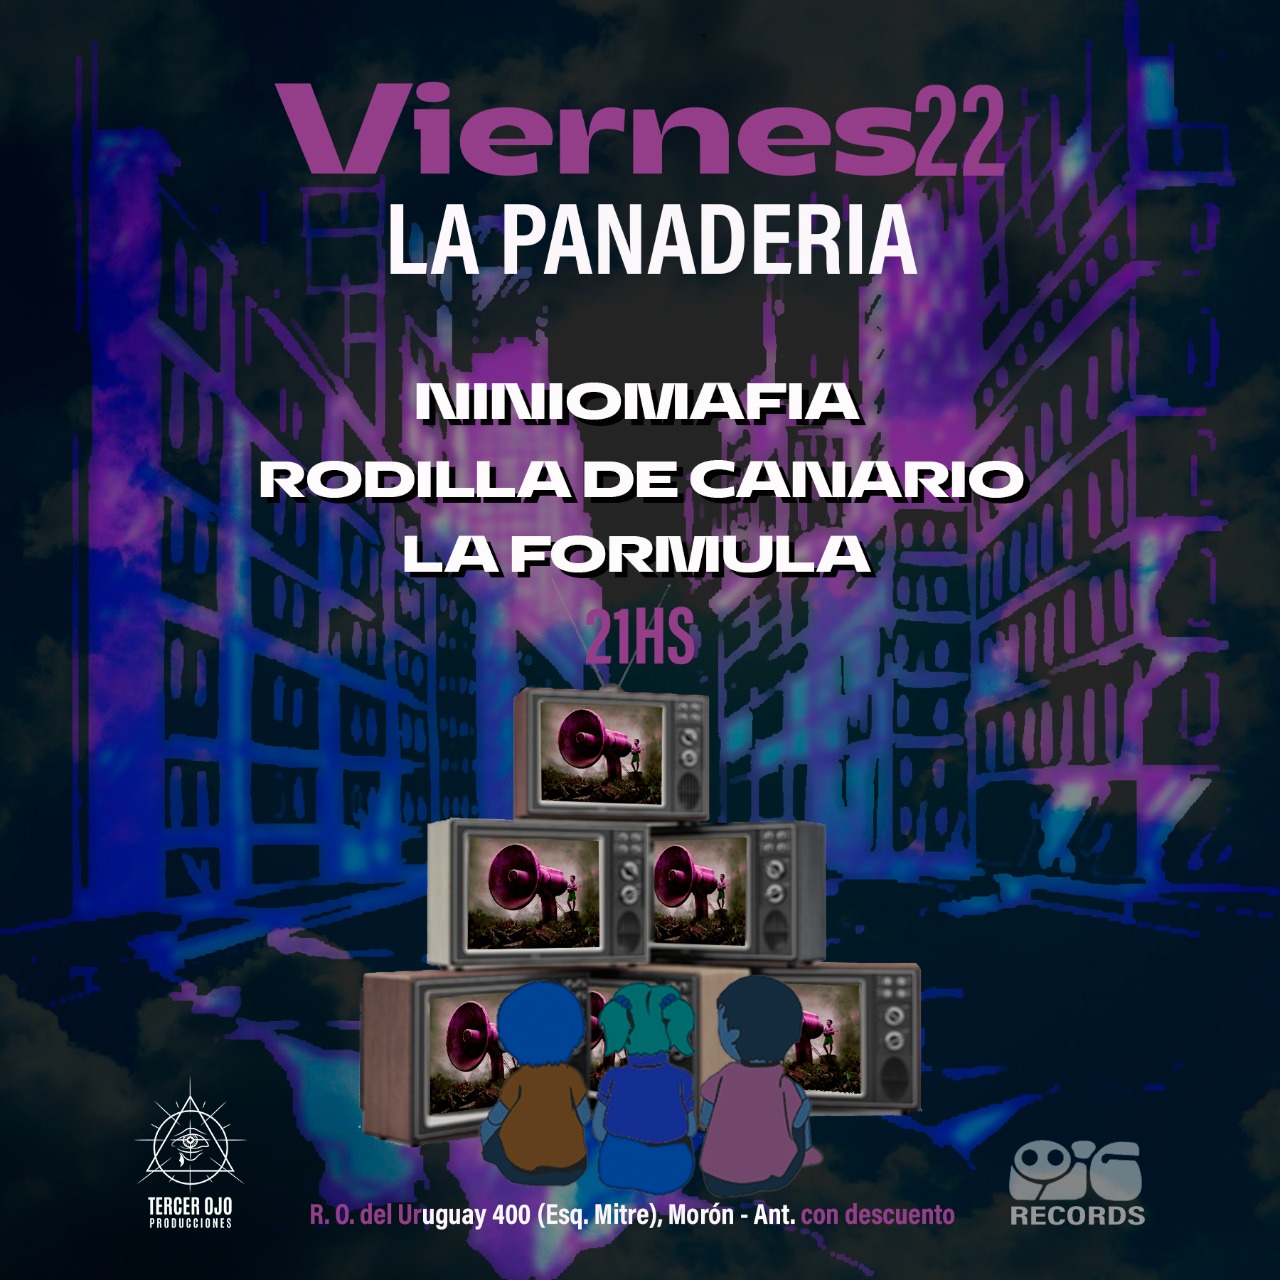 Viernes22
LA PANADERIA
NINIOMAFIA
RODILLA DE CANARIO
LA FORMULA
21HS
TERCER OJO
PRODUCCIONES
R. O. del Uruguay 400 (Esq. Mitre), Morón - Ant. con descuento
PIG
RECORDS